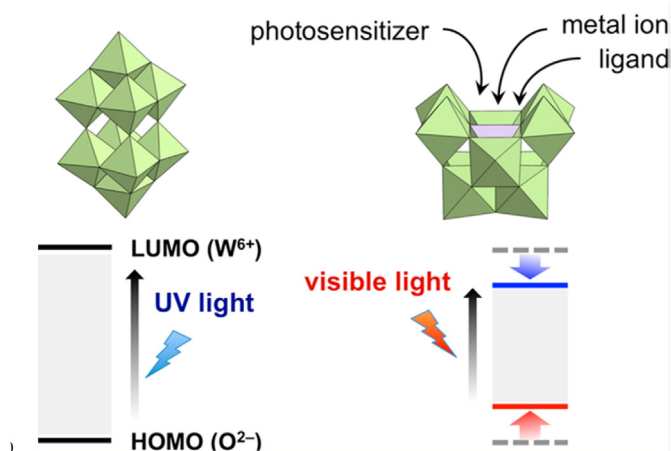 photosensitizer
metal ion
ligand
LUMO (W⁶⁺)
UV light
visible light
HOMO (O²⁻)
)